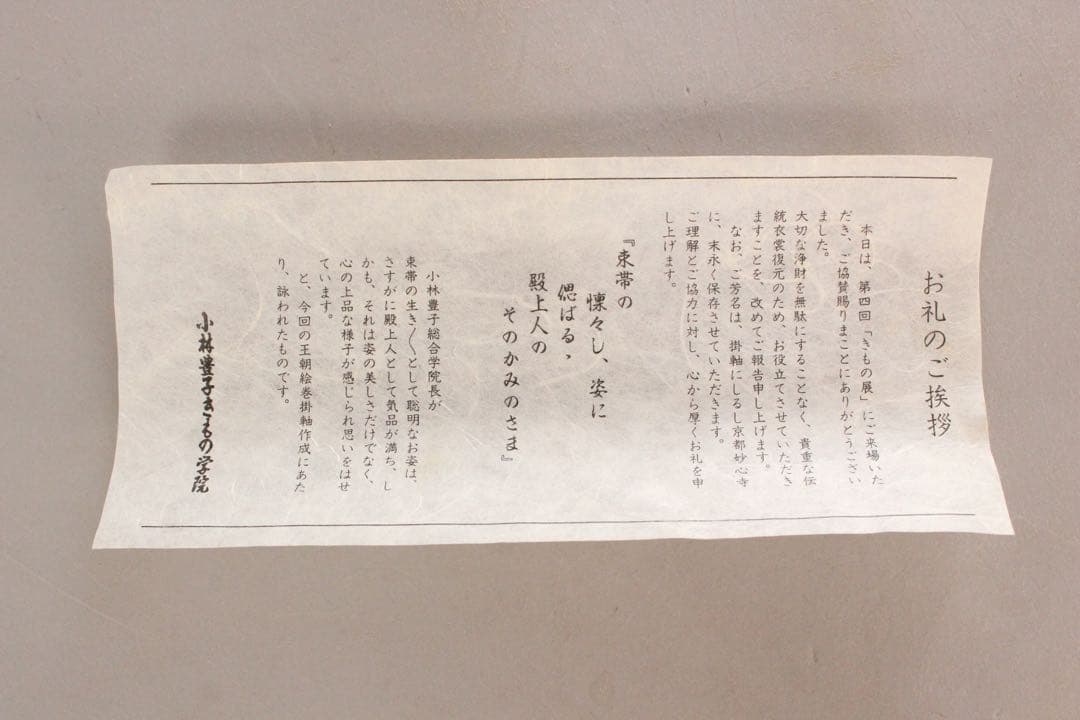 お礼のご挨拶
本日は、第四回「きもの展」にご来場いた
だき、ご協賛賜りまことにありがとうござい
ました。
大切な浄財を無駄にすることなく、貴重な伝
統衣裳復元のため、お役立てさせていただき
ますことを、改めてご報告申し上げます。
なお、ご芳名は、掛軸にしるし京都妙心寺
に、末永く保存させていただきます。
ご理解とご協力に対し、心から厚くお礼を申
し上げます。
『束帯の
懍々し、姿に
偲ばる、
殿上人の
そのかみのさま』
小林豊子総合学院長が
束帯の生き〳〵として聡明なお姿は、
さすがに殿上人として気品が満ち、し
かも、それは姿の美しさだけでなく、
心の上品な様子が感じられ思いをはせ
ています。
と、今回の王朝絵巻掛軸作成にあた
り、詠われたものです。
小林豊子きもの学院